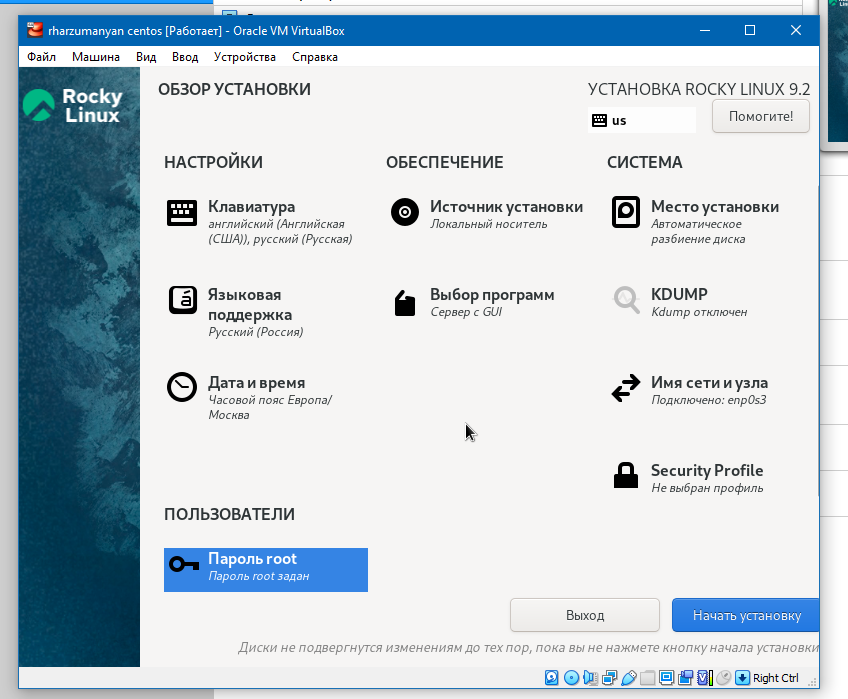 rharzumanyan centos [Работает] - Oracle VM VirtualBox
Файл Машина Вид Ввод Устройства Справка
Rocky
Linux
ОБЗОР УСТАНОВКИ
УСТАНОВКА ROCKY LINUX 9.2
us
Помогите!
НАСТРОЙКИ
Клавиатура
английский (Английская
(США)), русский (Русская)
Языковая
поддержка
Русский (Россия)
Дата и время
Часовой пояс Европа/
Москва
ОБЕСПЕЧЕНИЕ
Источник установки
Локальный носитель
Выбор программ
Сервер с GUI
СИСТЕМА
Место установки
Автоматическое
разбиение диска
KDUMP
Kdump отключен
Имя сети и узла
Подключено: enp0s3
Security Profile
Не выбран профиль
ПОЛЬЗОВАТЕЛИ
Пароль root
Пароль root задан
Выход
Начать установку
Диски не подвергнутся изменениям до тех пор, пока вы не нажмете кнопку начала установки
Right Ctrl